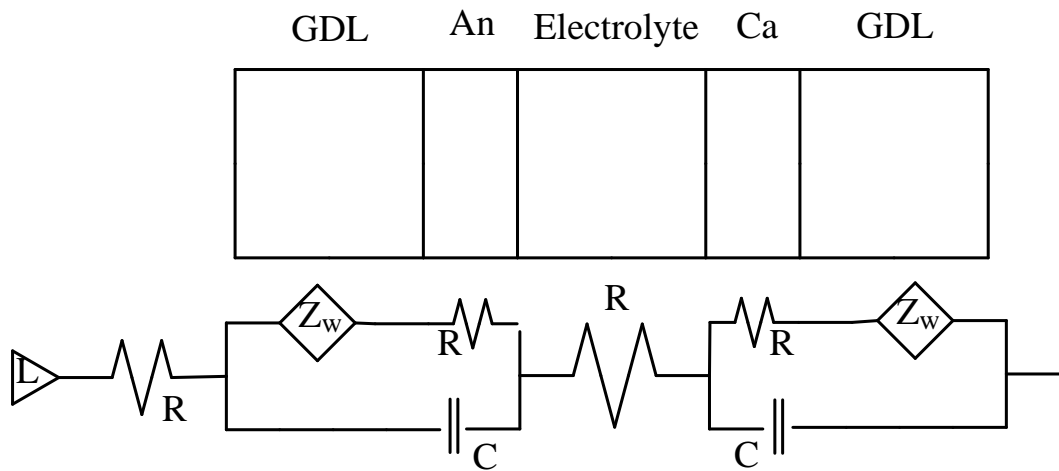 GDL An Electrolyte Ca GDL
R
Zw R R Zw
L R
C C